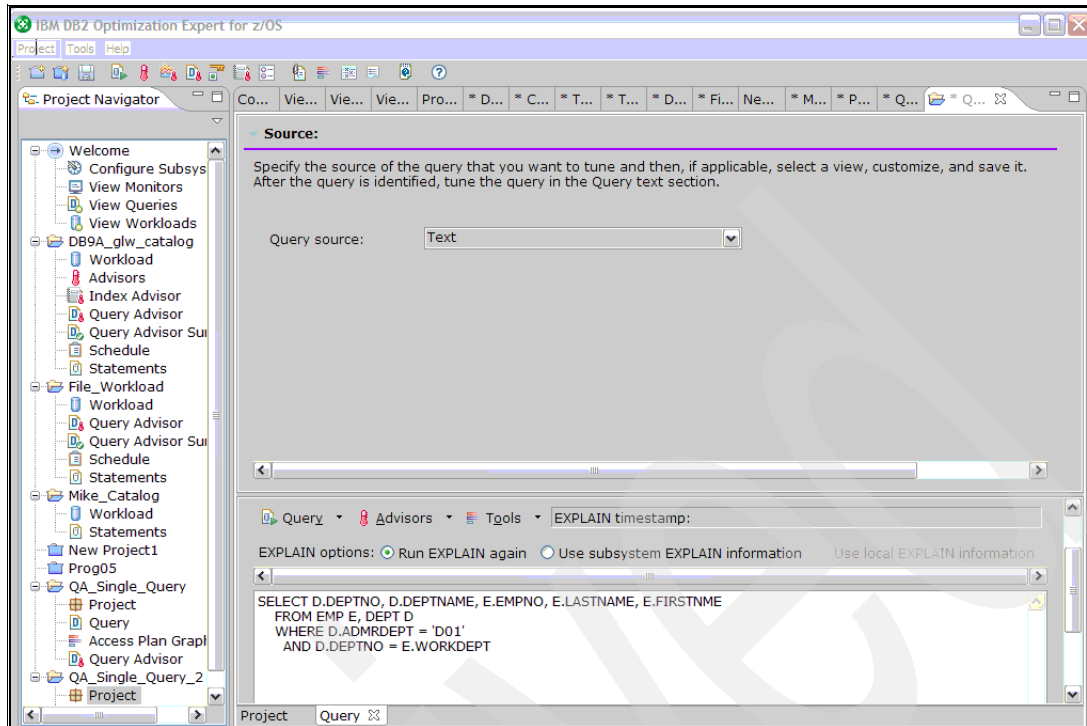 IBM DB2 Optimization Expert for z/OS
Project Tools Help
Project Navigator
Co... Vie... Vie... Vie... Pro... * D... * C... * T... * T... * D... * Fi... Ne... * M... * P... * Q... * Q...
Welcome
Configure Subsys
View Monitors
View Queries
View Workloads
DB9A_glw_catalog
Workload
Advisors
Index Advisor
Query Advisor
Query Advisor Sur
Schedule
Statements
File_Workload
Workload
Query Advisor
Query Advisor Sur
Schedule
Statements
Mike_Catalog
Workload
Statements
New Project1
Prog05
QA_Single_Query
Project
Query
Access Plan Graph
Query Advisor
QA_Single_Query_2
Project
Source:
Specify the source of the query that you want to tune and then, if applicable, select a view, customize, and save it.
After the query is identified, tune the query in the Query text section.
Query source: Text
Query Advisors Tools EXPLAIN timestamp:
EXPLAIN options: Run EXPLAIN again Use subsystem EXPLAIN information Use local EXPLAIN information
SELECT D.DEPTNO, D.DEPTNAME, E.EMPNO, E.LASTNAME, E.FIRSTNME
FROM EMP E, DEPT D
WHERE D.ADMRDEPT = 'D01'
AND D.DEPTNO = E.WORKDEPT
Project Query